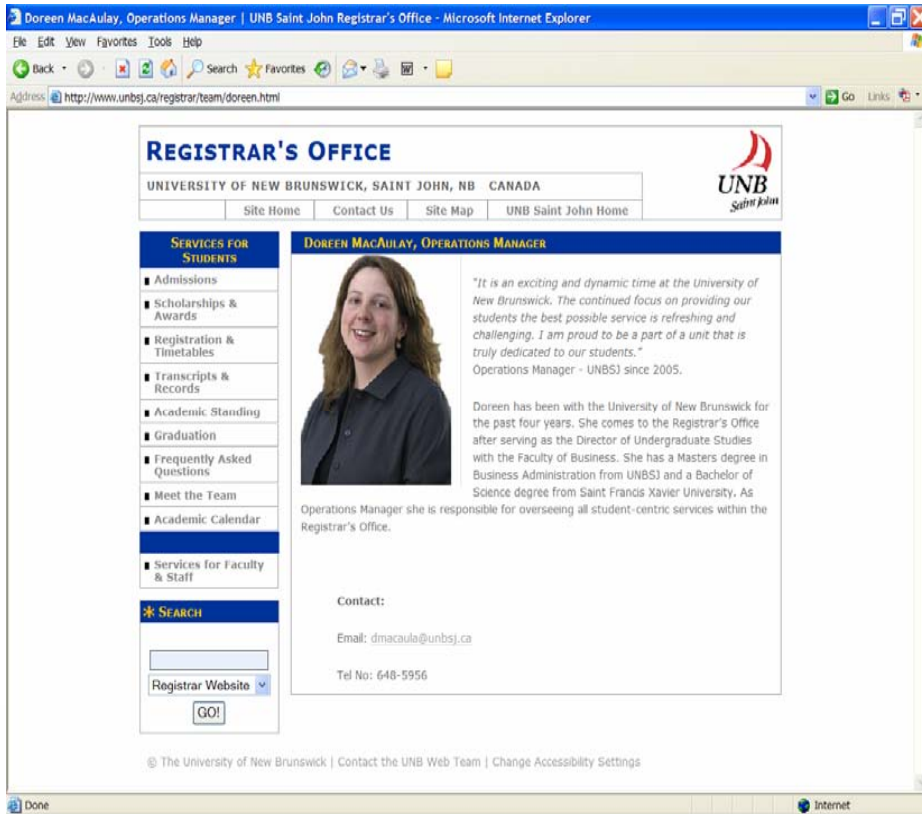 Doreen MacAulay, Operations Manager | UNB Saint John Registrar's Office - Microsoft Internet Explorer
File Edit View Favorites Tools Help
Back Search Favorites
Address http://www.unbsj.ca/registrar/team/doreen.html Go Links
REGISTRAR'S OFFICE
UNIVERSITY OF NEW BRUNSWICK, SAINT JOHN, NB CANADA
UNB
Saint John
Site Home Contact Us Site Map UNB Saint John Home
SERVICES FOR
STUDENTS
Admissions
Scholarships &
Awards
Registration &
Timetables
Transcripts &
Records
Academic Standing
Graduation
Frequently Asked
Questions
Meet the Team
Academic Calendar
Services for Faculty
& Staff
SEARCH
Registrar Website
GO!
DOREEN MACAULAY, OPERATIONS MANAGER
"It is an exciting and dynamic time at the University of
New Brunswick. The continued focus on providing our
students the best possible service is refreshing and
challenging. I am proud to be a part of a unit that is
truly dedicated to our students."
Operations Manager - UNBSJ since 2005.
Doreen has been with the University of New Brunswick for
the past four years. She comes to the Registrar's Office
after serving as the Director of Undergraduate Studies
with the Faculty of Business. She has a Masters degree in
Business Administration from UNBSJ and a Bachelor of
Science degree from Saint Francis Xavier University. As
Operations Manager she is responsible for overseeing all student-centric services within the
Registrar's Office.
Contact:
Email: dmacaula@unbsj.ca
Tel No: 648-5956
© The University of New Brunswick | Contact the UNB Web Team | Change Accessibility Settings
Done Internet